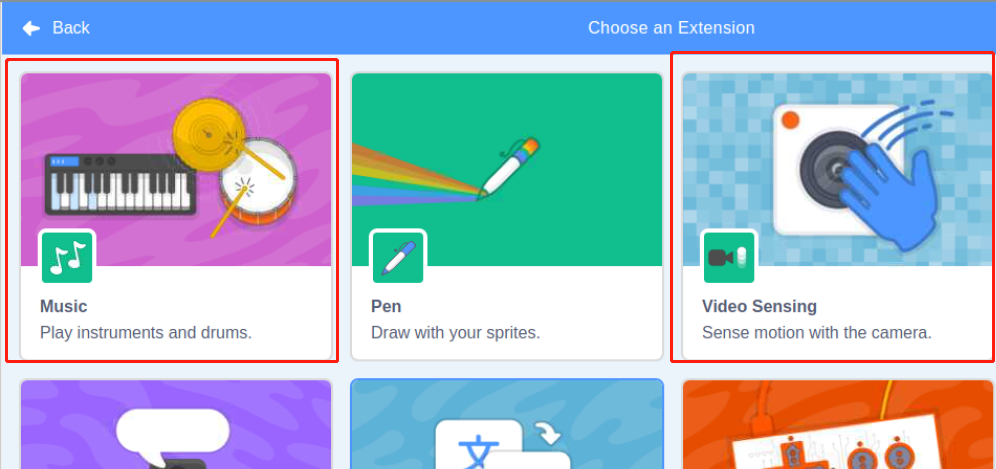 Back
Choose an Extension
Music
Play instruments and drums.
Pen
Draw with your sprites.
Video Sensing
Sense motion with the camera.
文